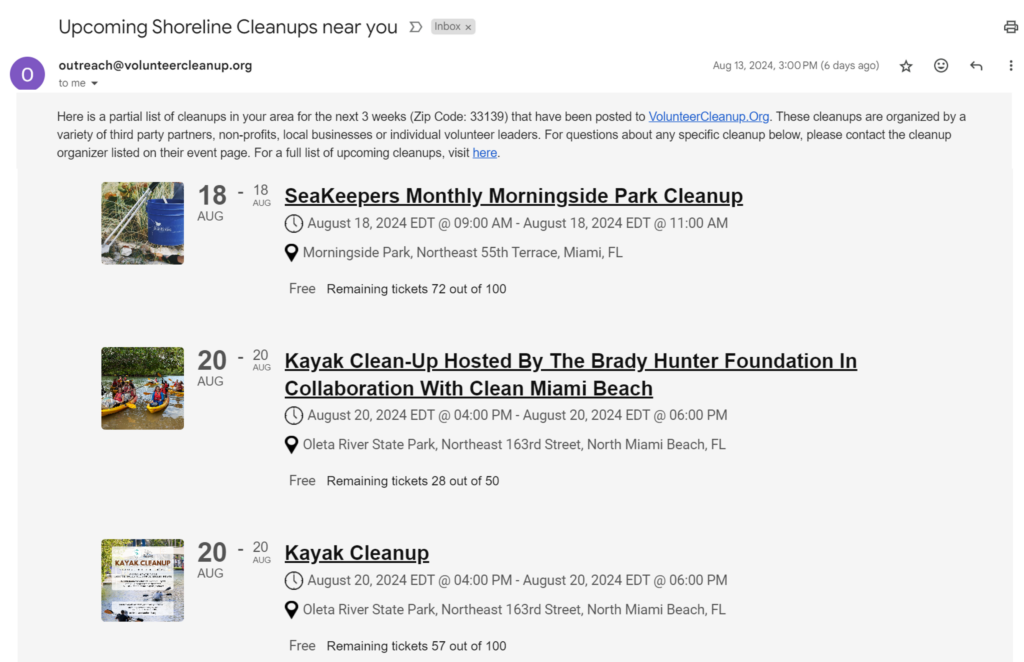 Upcoming Shoreline Cleanups near you Inbox x
O
outreach@volunteercleanup.org
Aug 13, 2024, 3:00 PM (6 days ago)
to me
Here is a partial list of cleanups in your area for the next 3 weeks (Zip Code: 33139) that have been posted to VolunteerCleanup.Org. These cleanups are organized by a
variety of third party partners, non-profits, local businesses or individual volunteer leaders. For questions about any specific cleanup below, please contact the cleanup
organizer listed on their event page. For a full list of upcoming cleanups, visit here.
18 - 18
AUG AUG
SeaKeepers Monthly Morningside Park Cleanup
August 18, 2024 EDT @ 09:00 AM - August 18, 2024 EDT @ 11:00 AM
Morningside Park, Northeast 55th Terrace, Miami, FL
Free Remaining tickets 72 out of 100
20 - 20
AUG AUG
Kayak Clean-Up Hosted By The Brady Hunter Foundation In
Collaboration With Clean Miami Beach
August 20, 2024 EDT @ 04:00 PM - August 20, 2024 EDT @ 06:00 PM
Oleta River State Park, Northeast 163rd Street, North Miami Beach, FL
Free Remaining tickets 28 out of 50
KAYAK CLEANUP
20 - 20
AUG AUG
Kayak Cleanup
August 20, 2024 EDT @ 04:00 PM - August 20, 2024 EDT @ 06:00 PM
Oleta River State Park, Northeast 163rd Street, North Miami Beach, FL
Free Remaining tickets 57 out of 100